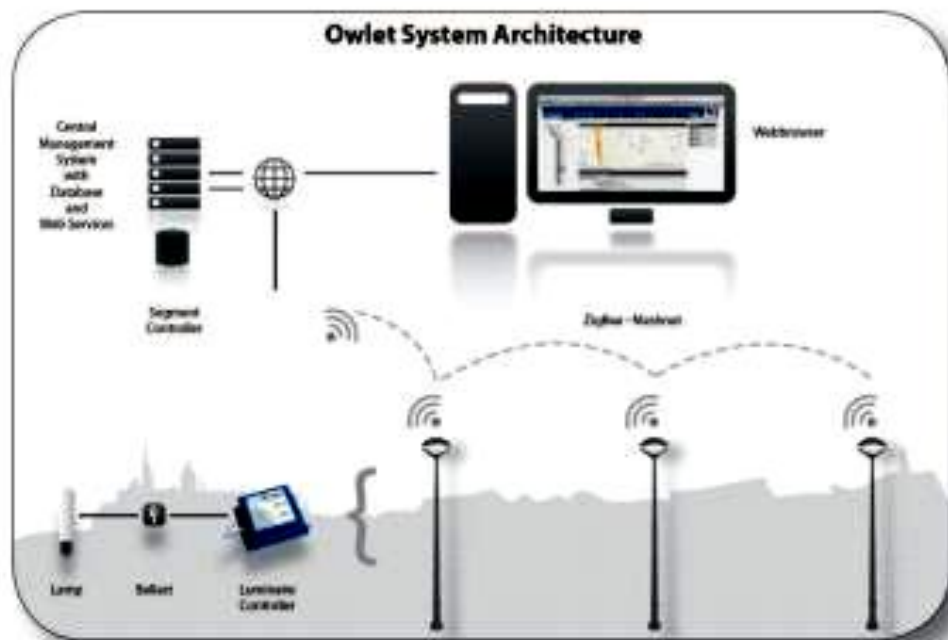 Owlet System Architecture
Central
Management
System
with
Database
and
Web Services
Webbrowser
Segment
Controller
ZigBee - Meshnet
Lamp
Ballast
Luminaire
Controller